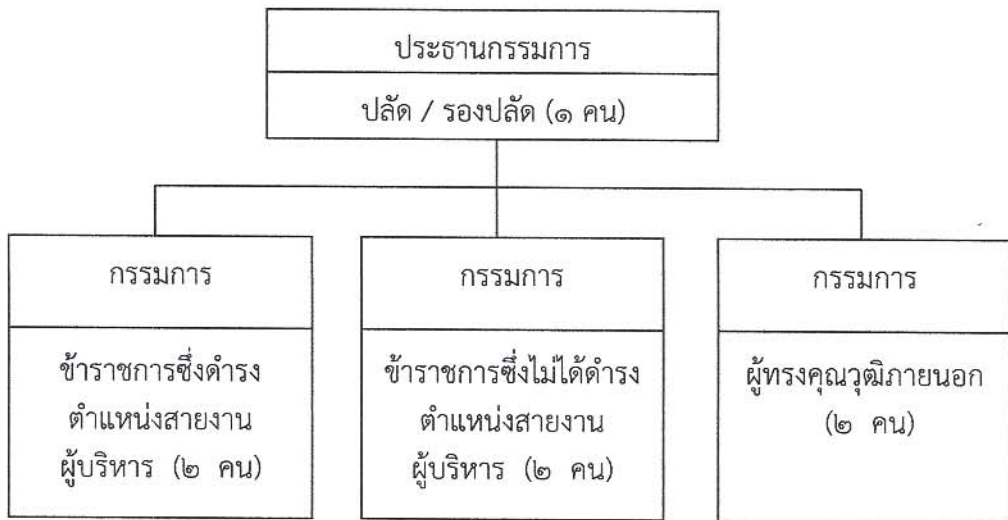 ประธานกรรมการ
ปลัด / รองปลัด (๑ คน)
กรรมการ
ข้าราชการซึ่งดำรง
ตำแหน่งสายงาน
ผู้บริหาร (๒ คน)
กรรมการ
ข้าราชการซึ่งไม่ได้ดำรง
ตำแหน่งสายงาน
ผู้บริหาร (๒ คน)
กรรมการ
ผู้ทรงคุณวุฒิภายนอก
(๒ คน)